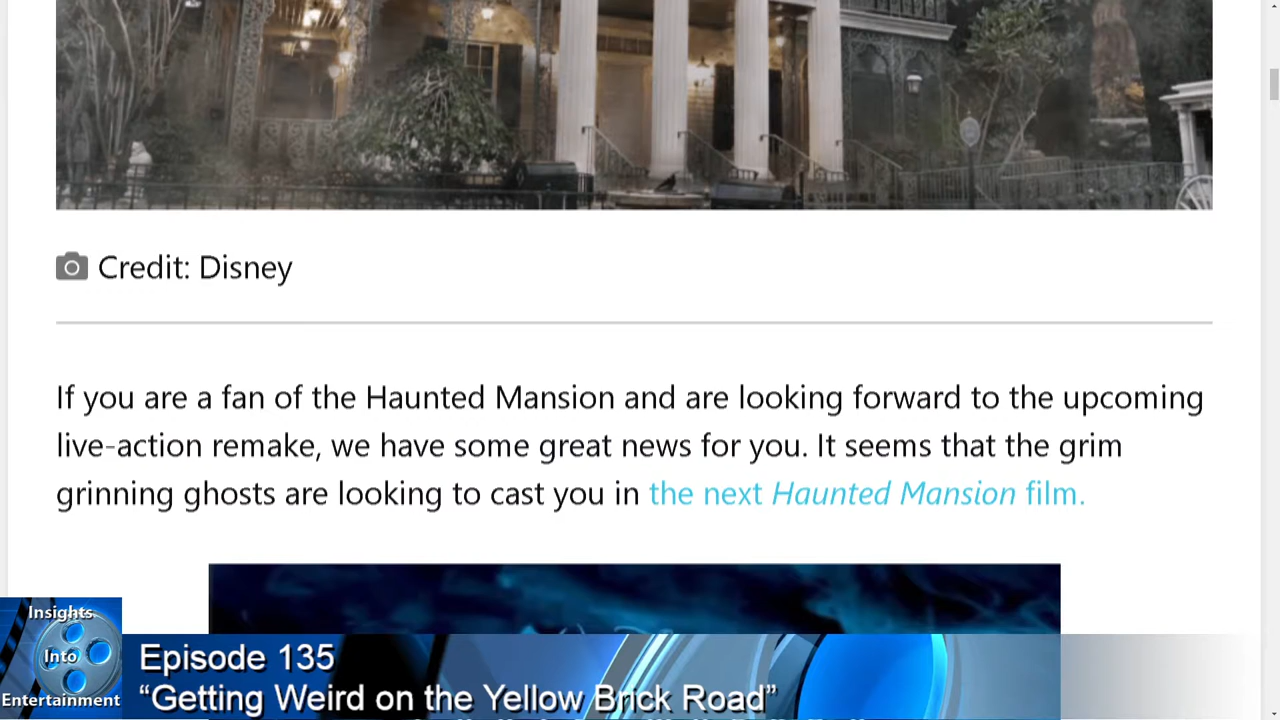 Credit: Disney
If you are a fan of the Haunted Mansion and are looking forward to the upcoming
live-action remake, we have some great news for you. It seems that the grim
grinning ghosts are looking to cast you in the next Haunted Mansion film.
Insights
Into
Entertainment
Episode 135
“Getting Weird on the Yellow Brick Road”